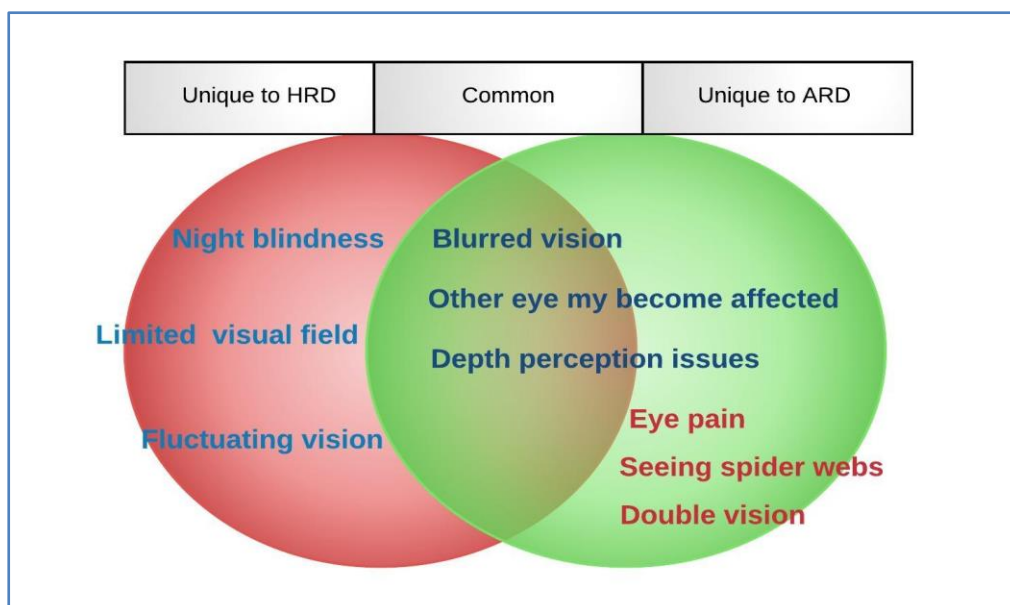 Unique to HRD
Common
Unique to ARD
Night blindness
Blurred vision
Other eye my become affected
Limited visual field
Depth perception issues
Eye pain
Fluctuating vision
Seeing spider webs
Double vision